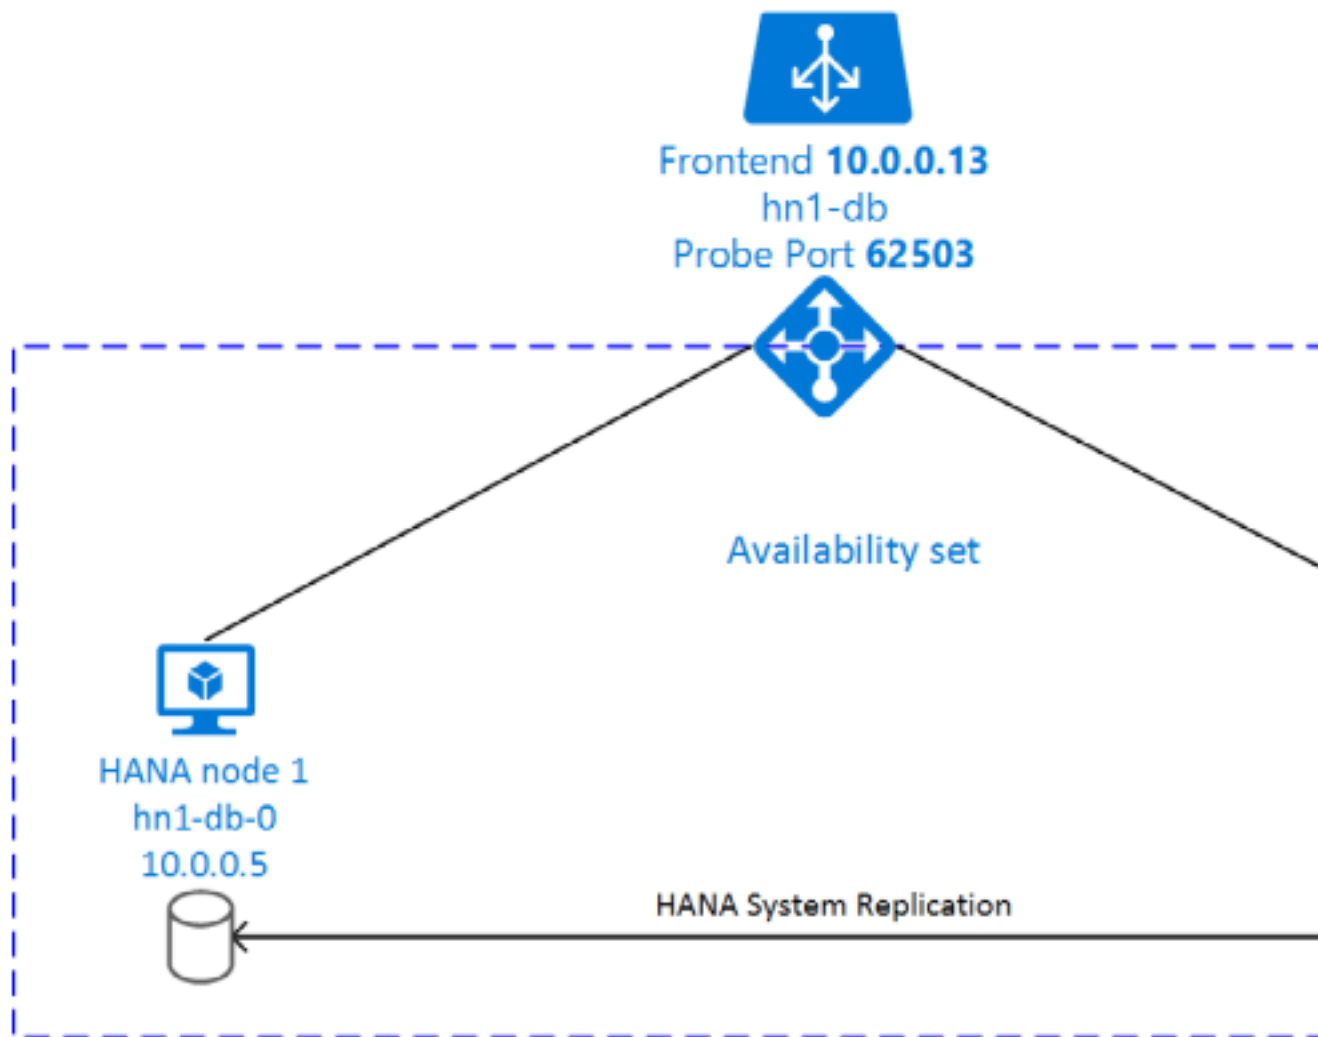 Frontend 10.0.0.13
hn1-db
Probe Port 62503
Availability set
HANA node 1
hn1-db-0
10.0.0.5
HANA System Replication